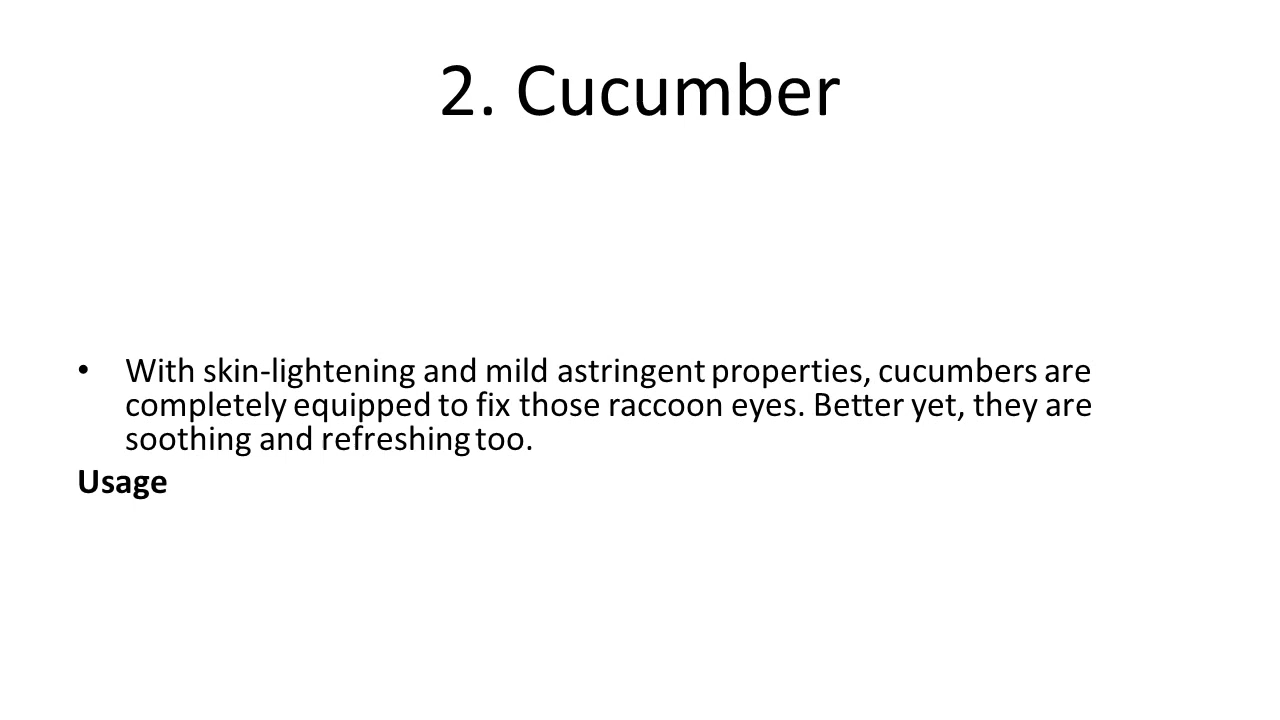 2. Cucumber
• With skin-lightening and mild astringent properties, cucumbers are
completely equipped to fix those raccoon eyes. Better yet, they are
soothing and refreshing too.
Usage